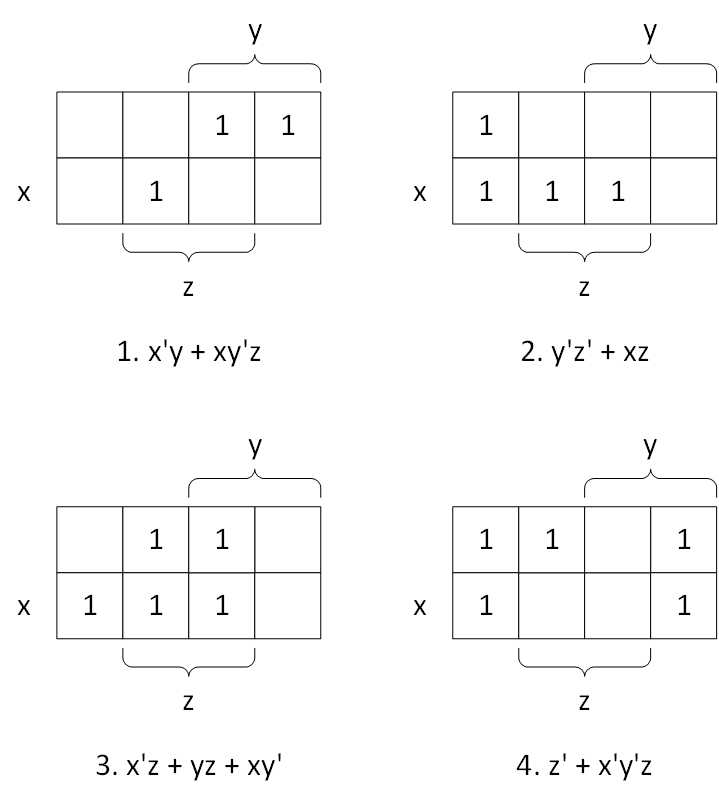 y y
1 1 1
x 1 x 1 1 1
z z
1. x'y + xy'z 2. y'z' + xz
y y
1 1 1 1 1
x 1 1 1 x 1 1
z z
3. x'z + yz + xy' 4. z' + x'y'z